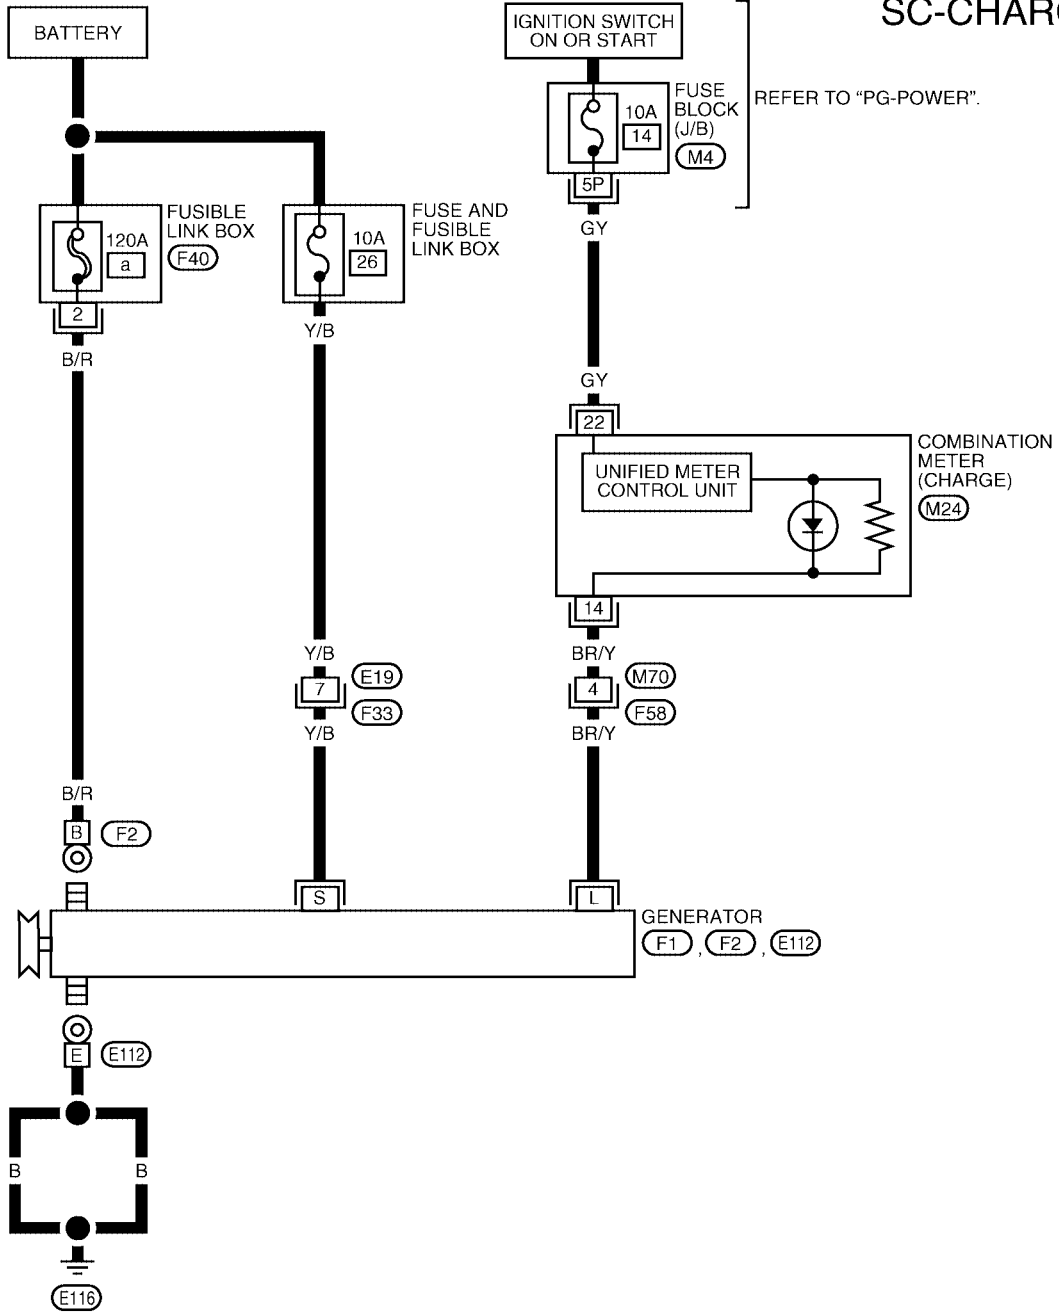 SC-CHAR
BATTERY
IGNITION SWITCH
ON OR START
FUSE
BLOCK
(J/B)
M4
10A
14
5P
REFER TO “PG-POWER”.
GY
FUSIBLE
LINK BOX
F40
120A
a
2
B/R
FUSE AND
FUSIBLE
LINK BOX
10A
26
Y/B
GY
22
COMBINATION
METER
(CHARGE)
M24
UNIFIED METER
CONTROL UNIT
14
Y/B
7
E19
F33
Y/B
BR/Y
4
M70
F58
BR/Y
B/R
B
F2
S
L
GENERATOR
F1 , F2 , E112
E
E112
B
B
E116